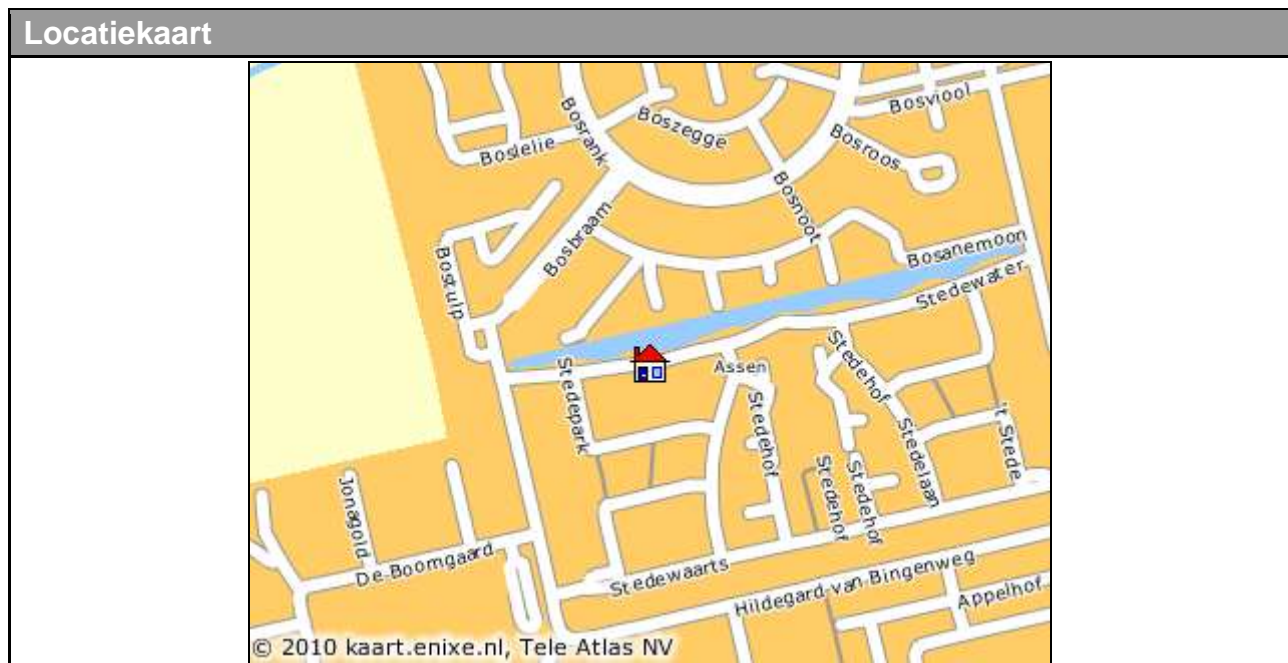 Locatiekaart
Bosviool
Bosrank
Boszegge
Bosroos
Boslelie
Bosnoot
Bosbraam
Bosanemoon
Bostulp
Stedewater
Stedepark
Assen
Stedehof
Stedehof
Stedelaan
't Stede
Stedehof
Stedehof
Jonagold
De Boomgaard
Stedewaarts
Hildegard van Bingenweg
Appelhof
© 2010 kaart.enixe.nl, Tele Atlas NV